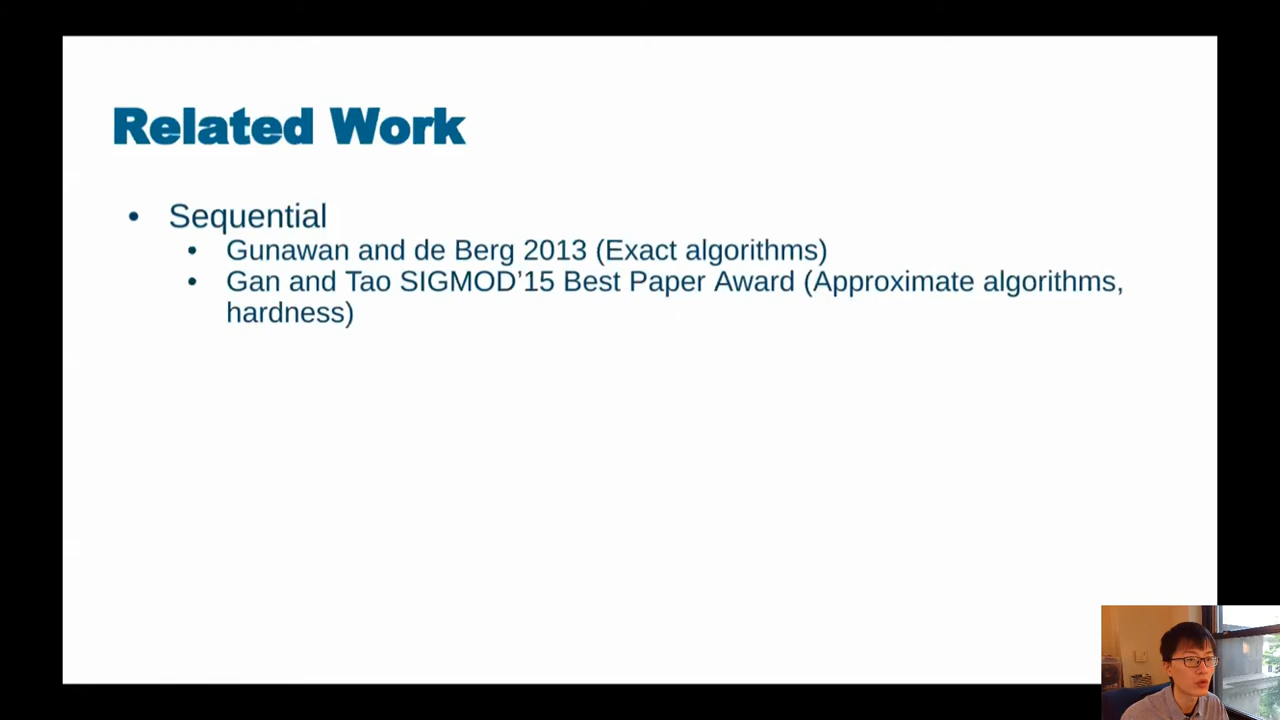 Related Work
• Sequential
• Gunawan and de Berg 2013 (Exact algorithms)
• Gan and Tao SIGMOD’15 Best Paper Award (Approximate algorithms,
hardness)